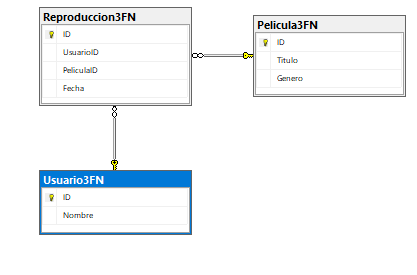 Reproduccion3FN
ID
UsuarioID
PeliculaID
Fecha
Pelicula3FN
ID
Titulo
Genero
Usuario3FN
ID
Nombre